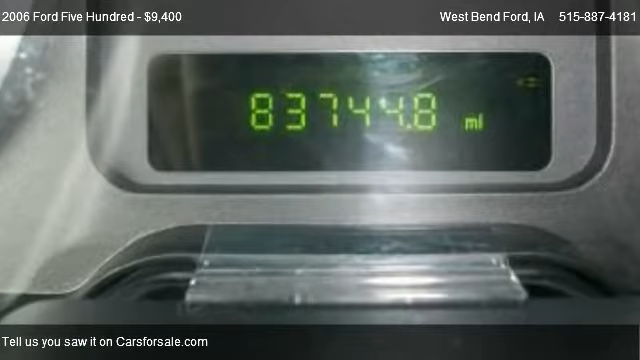 2006 Ford Five Hundred - $9,400
West Bend Ford, IA 515-887-4181
83744.8 mi
Tell us you saw it on Carsforsale.com